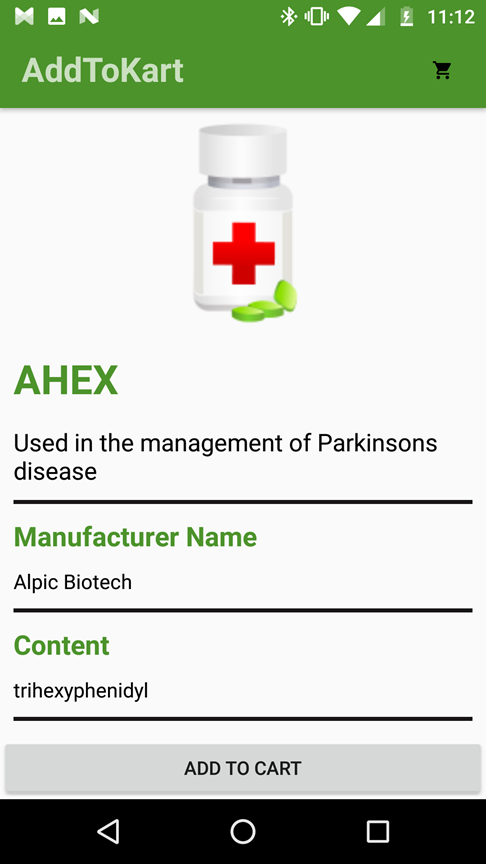 11:12
AddToKart
AHEX
Used in the management of Parkinsons
disease
Manufacturer Name
Alpic Biotech
Content
trihexyphenidyl
ADD TO CART